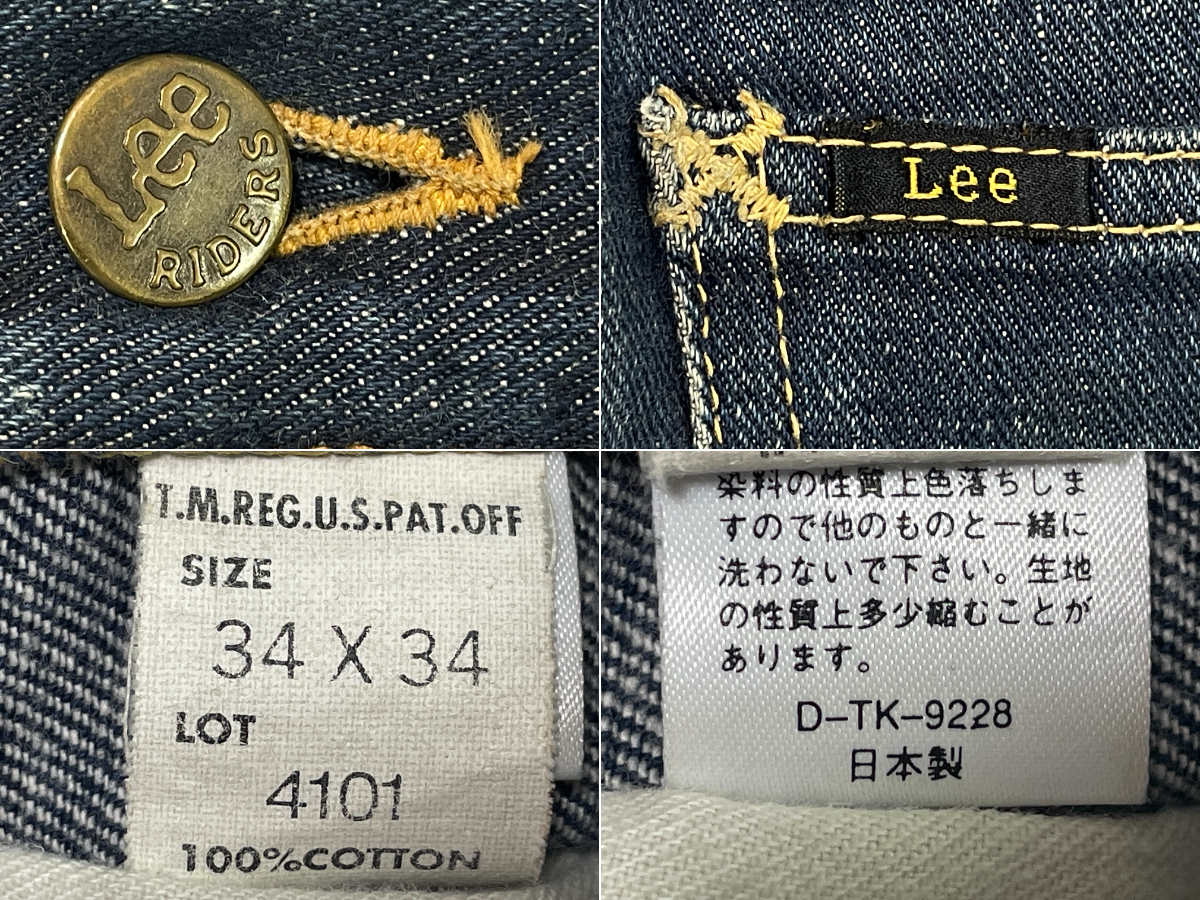 Lee
RIDERS
Lee
T.M.REG.U.S.PAT.OFF
SIZE
34 X 34
LOT
4101
100%COTTON
染料の性質上色落ちしま
すので他のものと一緒に
洗わないで下さい。生地
の性質上多少縮むことが
あります。
D-TK-9228
日本製